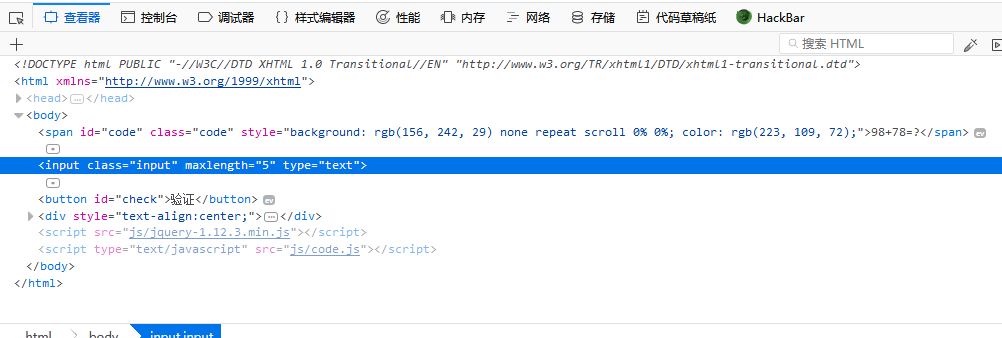 查看器 控制台 调试器 样式编辑器 性能 内存 网络 存储 代码草稿纸 HackBar
搜索 HTML
<!DOCTYPE html PUBLIC "-//W3C//DTD XHTML 1.0 Transitional//EN" "http://www.w3.org/TR/xhtml1/DTD/xhtml1-transitional.dtd">
<html xmlns="http://www.w3.org/1999/xhtml">
<head></head>
<body>
<span id="code" class="code" style="background: rgb(156, 242, 29) none repeat scroll 0% 0%; color: rgb(223, 109, 72);">98+78=?</span> ev
<input class="input" maxlength="5" type="text">
<button id="check">验证</button> ev
<div style="text-align:center;"></div>
<script src="js/jquery-1.12.3.min.js"></script>
<script type="text/javascript" src="js/code.js"></script>
</body>
</html>
html body input.input